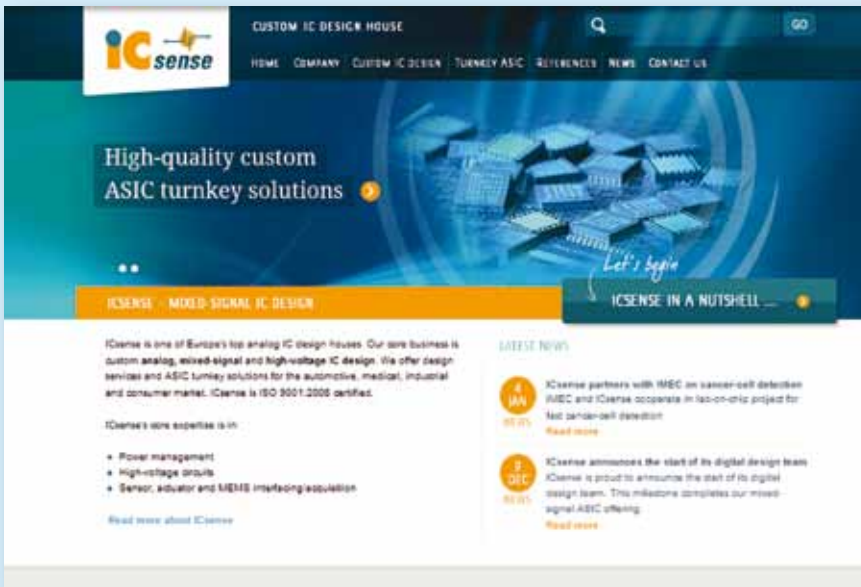 iC sense
CUSTOM IC DESIGN HOUSE
GO
HOME COMPANY CUSTOM IC DESIGN TURNKEY ASIC REFERENCES NEWS CONTACT US
High-quality custom
ASIC turnkey solutions
Let's begin
ICSENSE - MIXED-SIGNAL IC DESIGN
ICSENSE IN A NUTSHELL ...
ICsense is one of Europe's top analog IC design houses. Our core business is
custom analog, mixed-signal and high-voltage IC design. We offer design
services and ASIC turnkey solutions for the automotive, medical, industrial
and consumer market. ICsense is ISO 9001:2008 certified.
ICsense's core expertise is in:
Power management
High-voltage circuits
Sensor, actuator and MEMS interfacing/acquisition
Read more about ICsense
LATEST NEWS
4
JAN
NEWS
ICsense partners with IMEC on cancer-cell detection
IMEC and ICsense cooperate in lab-on-chip project for
fast cancer-cell detection
Read more
9
DEC
NEWS
ICsense announces the start of its digital design team
ICsense is proud to announce the start of its digital
design team. This milestone completes our mixed-
signal ASIC offering.
Read more